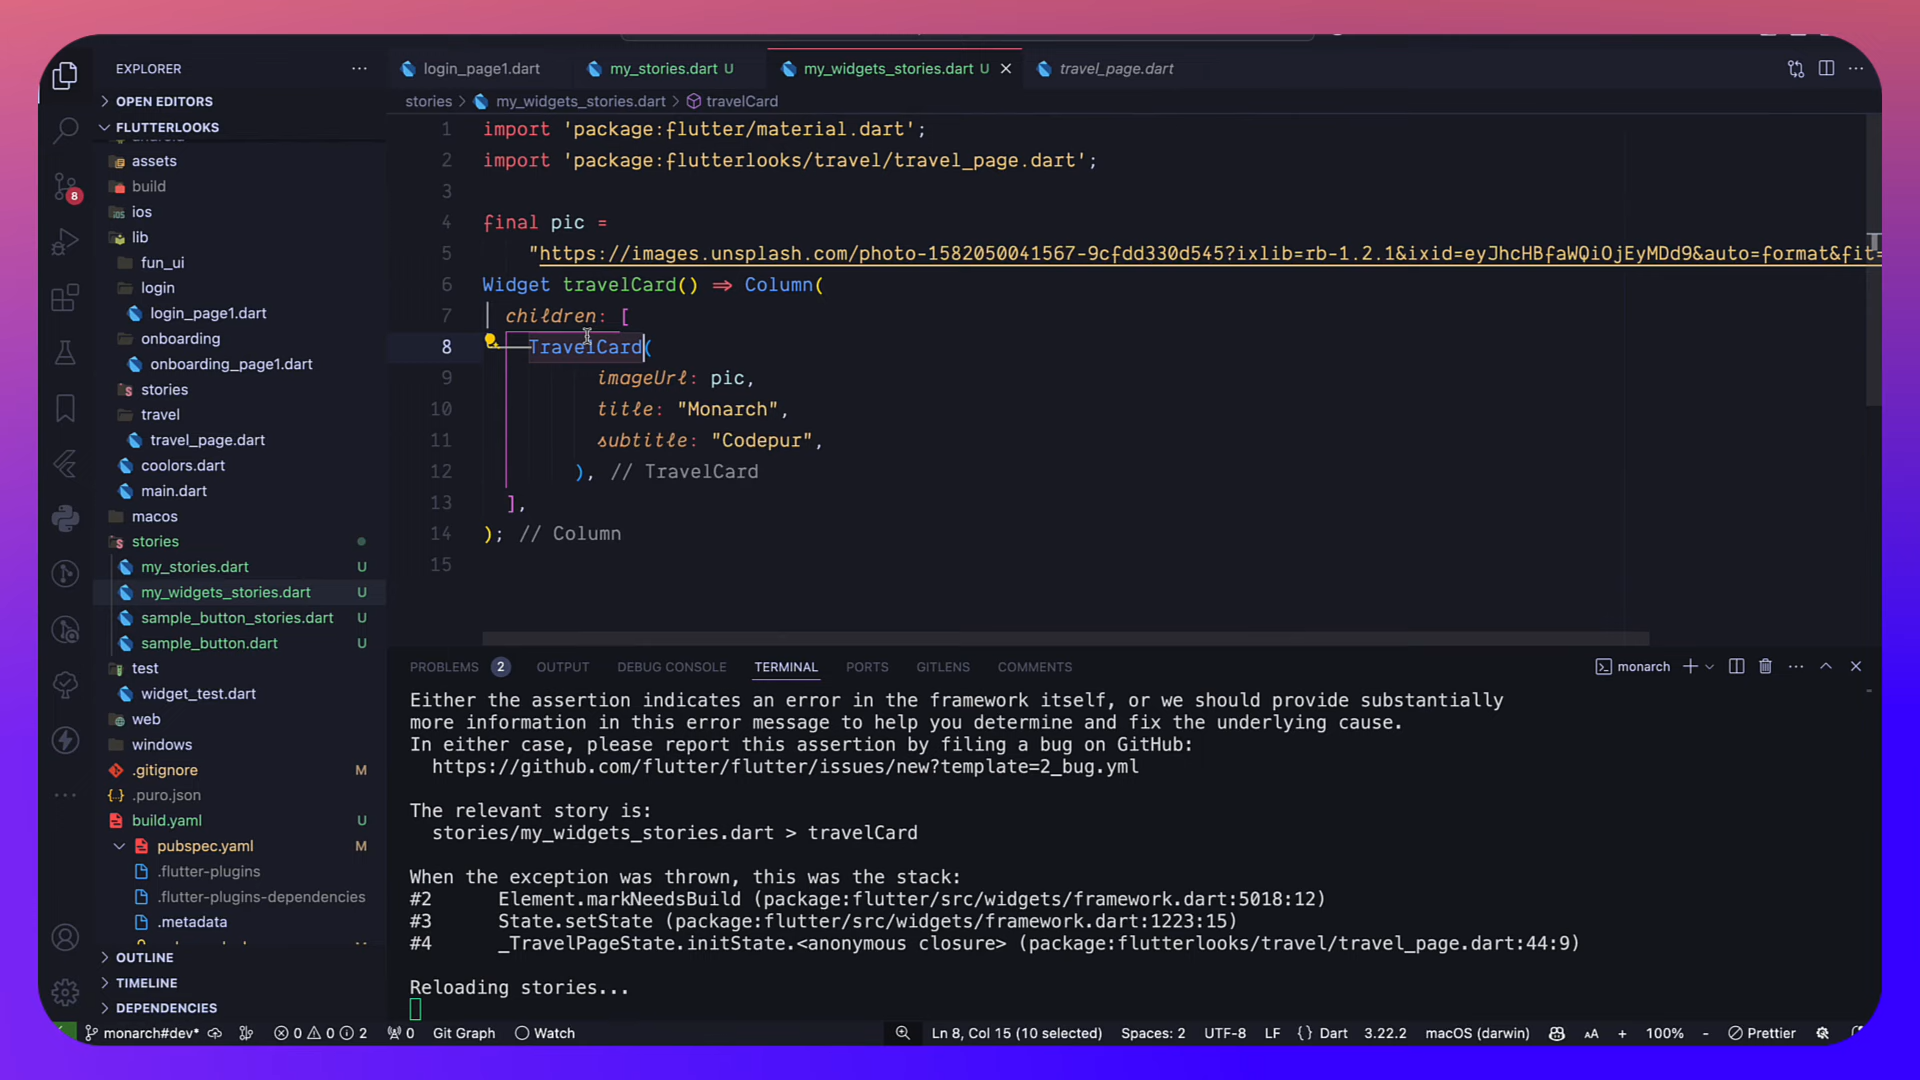 EXPLORER
OPEN EDITORS
FLUTTERLOOKS
assets
build
ios
lib
fun_ui
login
login_page1.dart
onboarding
onboarding_page1.dart
stories
travel
travel_page.dart
coolors.dart
main.dart
macos
stories
my_stories.dart U
my_widgets_stories.dart U
sample_button_stories.dart U
sample_button.dart U
test
widget_test.dart
web
windows
.gitignore M
.puro.json
build.yaml U
pubspec.yaml M
.flutter-plugins
.flutter-plugins-dependencies
.metadata
OUTLINE
TIMELINE
DEPENDENCIES
8
login_page1.dart my_stories.dart U my_widgets_stories.dart U travel_page.dart
stories > my_widgets_stories.dart > travelCard
1 import 'package:flutter/material.dart';
2 import 'package:flutterlooks/travel/travel_page.dart';
3
4 final pic =
5 "https://images.unsplash.com/photo-1582050041567-9cfdd330d545?ixlib=rb-1.2.1&ixid=eyJhcHBfaWQiOjEyMDd9&auto=format&fit=
6 Widget travelCard() => Column(
7 children: [
8 TravelCard(
9 imageUrl: pic,
10 title: "Monarch",
11 subtitle: "Codepur",
12 ), // TravelCard
13 ],
14 ); // Column
15
PROBLEMS 2 OUTPUT DEBUG CONSOLE TERMINAL PORTS GITLENS COMMENTS monarch
Either the assertion indicates an error in the framework itself, or we should provide substantially
more information in this error message to help you determine and fix the underlying cause.
In either case, please report this assertion by filing a bug on GitHub:
https://github.com/flutter/flutter/issues/new?template=2_bug.yml
The relevant story is:
stories/my_widgets_stories.dart > travelCard
When the exception was thrown, this was the stack:
#2 Element.markNeedsBuild (package:flutter/src/widgets/framework.dart:5018:12)
#3 State.setState (package:flutter/src/widgets/framework.dart:1223:15)
#4 _TravelPageState.initState.<anonymous closure> (package:flutterlooks/travel/travel_page.dart:44:9)
Reloading stories...
monarch#dev* 0 0 2 0 Git Graph Watch Ln 8, Col 15 (10 selected) Spaces: 2 UTF-8 LF { } Dart 3.22.2 macOS (darwin) AA + 100% - Prettier